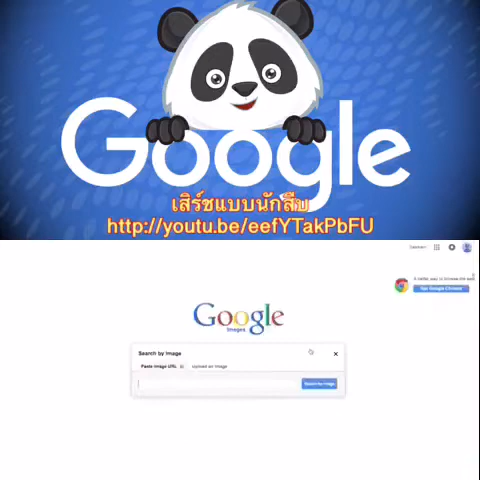 Google
เสิร์ชแบบนักสืบ
http://youtu.be/eefYTakPbFU
Google
Images
Search by image
Paste image URL
upload an image
Search by image